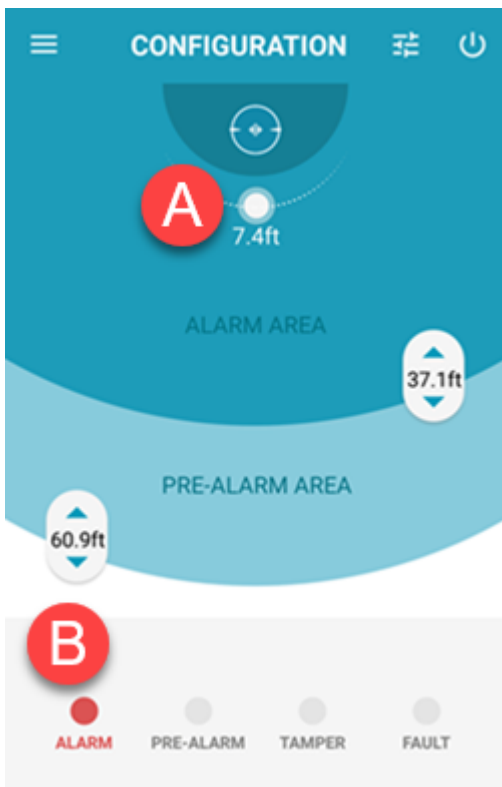 CONFIGURATION
A
7.4ft
ALARM AREA
37.1ft
PRE-ALARM AREA
60.9ft
B
ALARM PRE-ALARM TAMPER FAULT